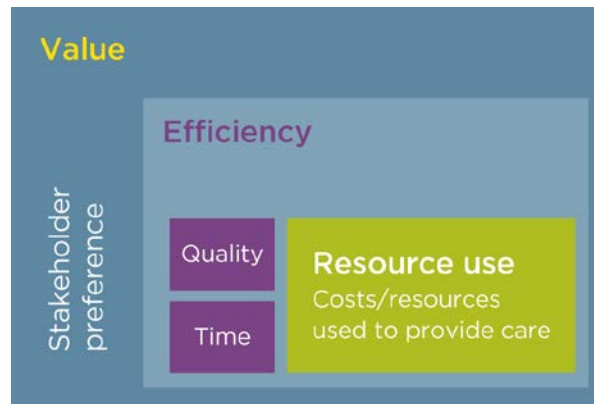 Value
Stakeholder
preference
Efficiency
Quality
Time
Resource use
Costs/resources
used to provide care